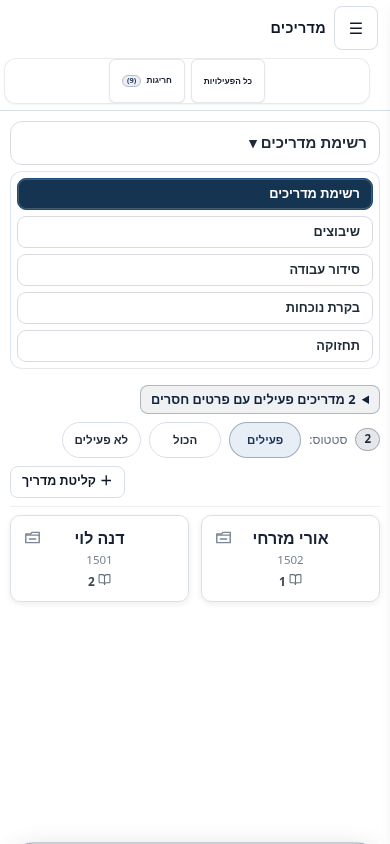 ☰ מדריכים
כל הפעילויות
חריגות (9)
רשימת מדריכים ▾
רשימת מדריכים
שיבוצים
סידור עבודה
בקרת נוכחות
תחזוקה
◀ 2 מדריכים פעילים עם פרטים חסרים
2 סטטוס: פעילים הכול לא פעילים
+ קליטת מדריך
אורי מזרחי
1502
1
דנה לוי
1501
2